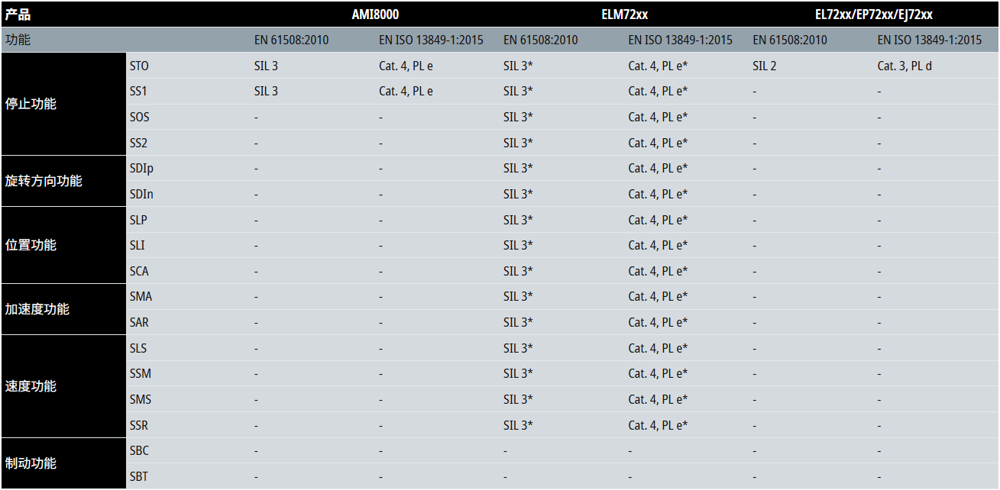 产品 AMI8000 ELM72xx EL72xx/EP72xx/EJ72xx
功能 EN 61508:2010 EN ISO 13849-1:2015 EN 61508:2010 EN ISO 13849-1:2015 EN 61508:2010 EN ISO 13849-1:2015
停止功能 STO SIL 3 Cat. 4, PL e SIL 3* Cat. 4, PL e* SIL 2 Cat. 3, PL d
SS1 SIL 3 Cat. 4, PL e SIL 3* Cat. 4, PL e* - -
SOS - - SIL 3* Cat. 4, PL e* - -
SS2 - - SIL 3* Cat. 4, PL e* - -
旋转方向功能 SDIp - - SIL 3* Cat. 4, PL e* - -
SDIn - - SIL 3* Cat. 4, PL e* - -
位置功能 SLP - - SIL 3* Cat. 4, PL e* - -
SLI - - SIL 3* Cat. 4, PL e* - -
SCA - - SIL 3* Cat. 4, PL e* - -
加速度功能 SMA - - SIL 3* Cat. 4, PL e* - -
SAR - - SIL 3* Cat. 4, PL e* - -
速度功能 SLS - - SIL 3* Cat. 4, PL e* - -
SSM - - SIL 3* Cat. 4, PL e* - -
SMS - - SIL 3* Cat. 4, PL e* - -
SSR - - SIL 3* Cat. 4, PL e* - -
制动功能 SBC - - - - - -
SBT - - - - - -